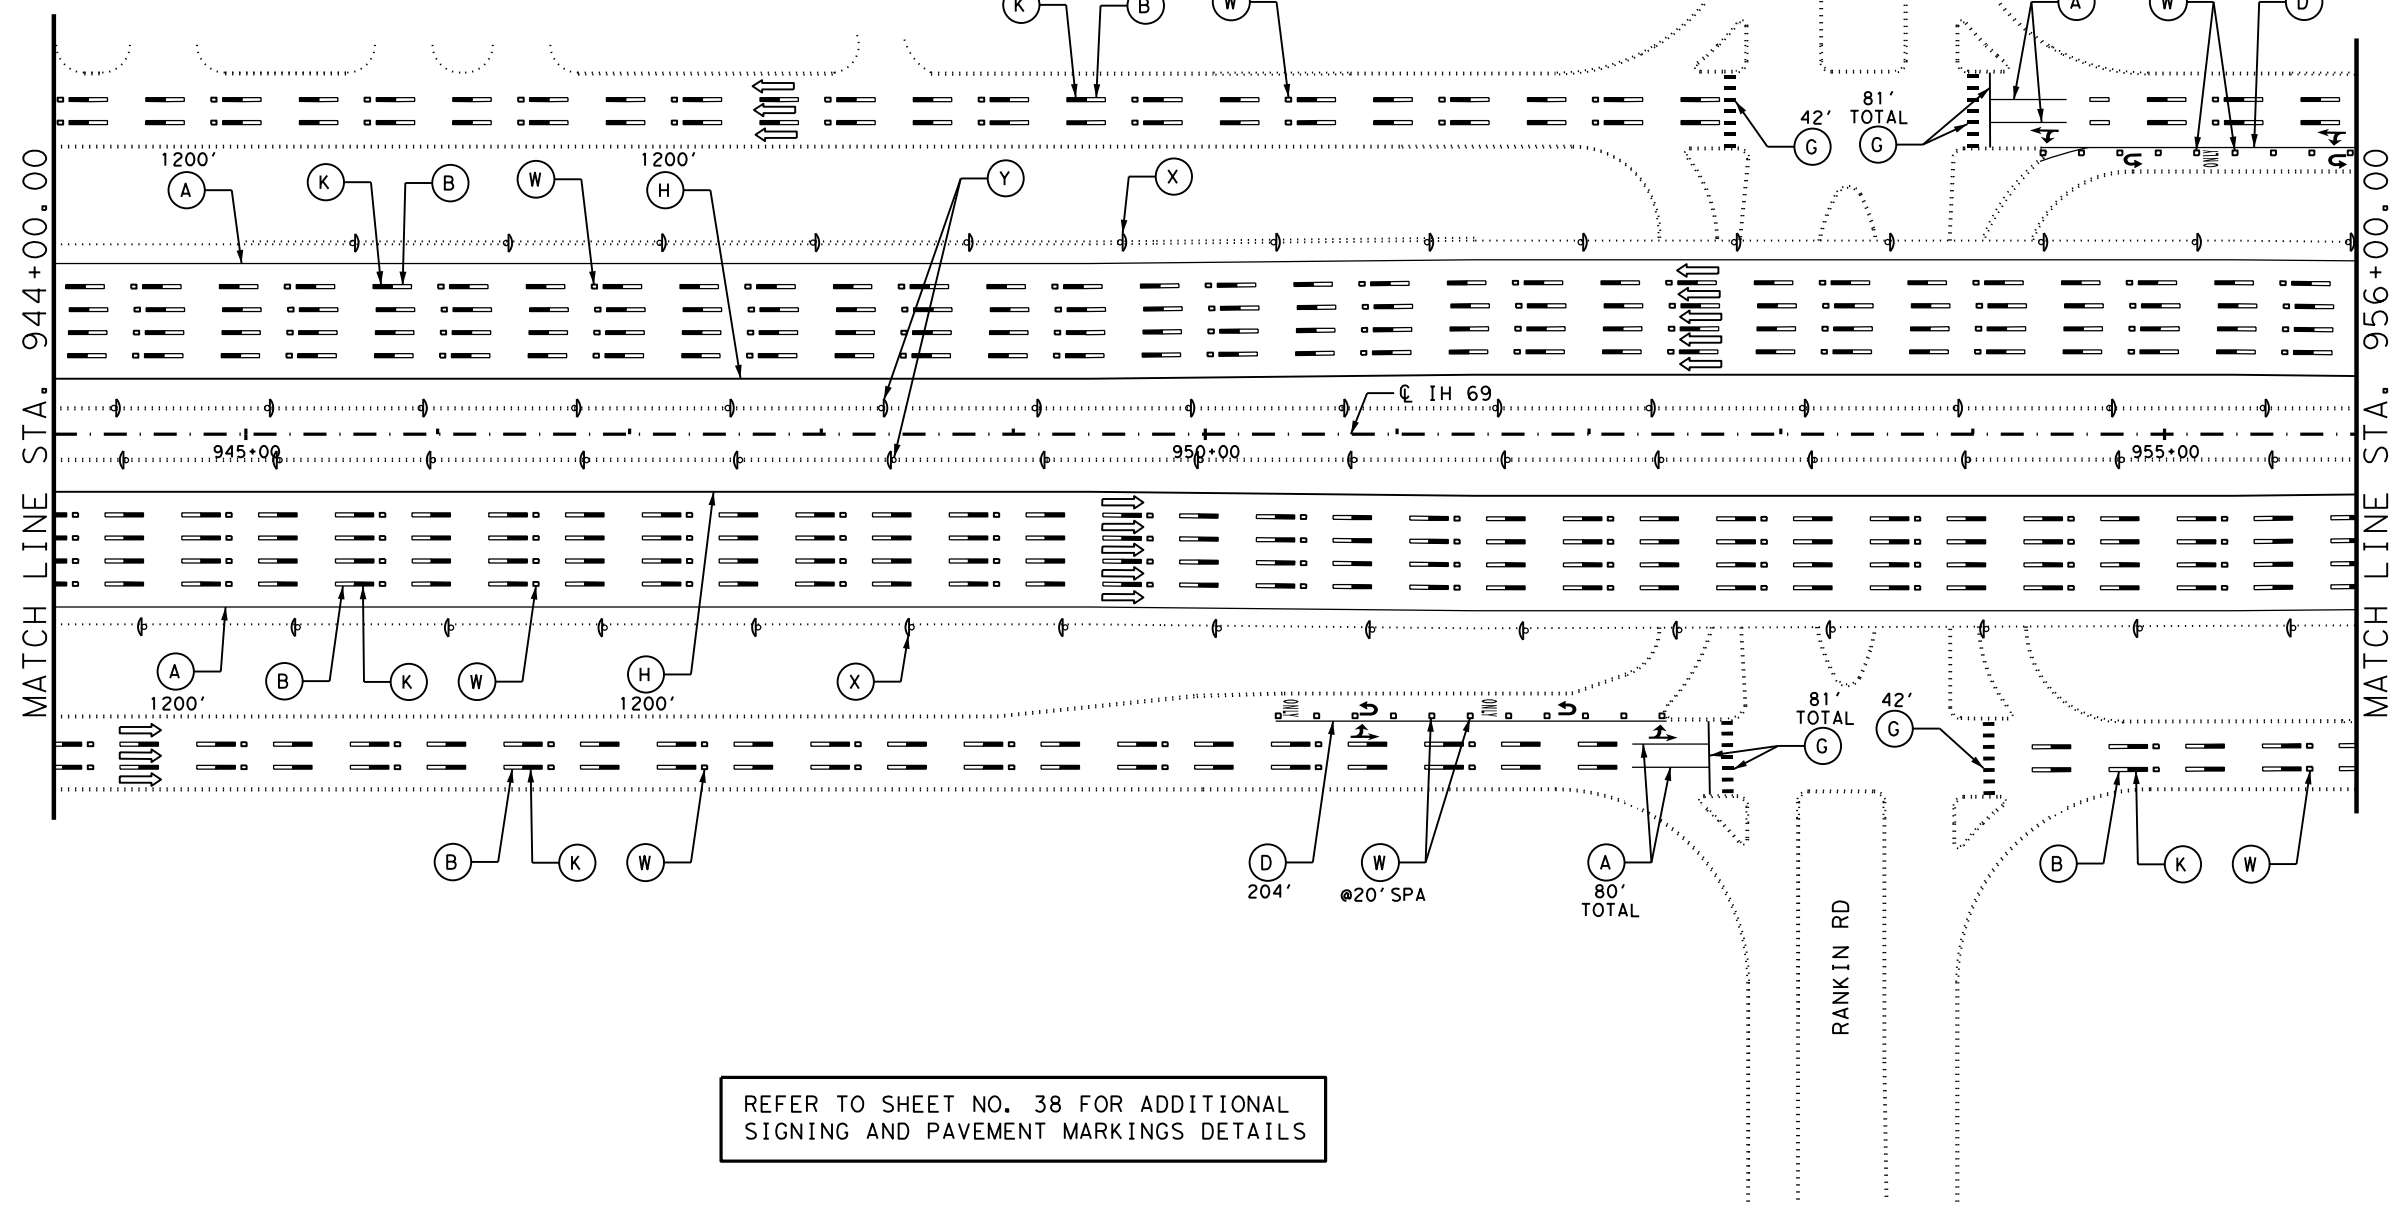 K B W A W D
42'
G
81'
TOTAL
G
1200'
A
K
B
W
1200'
H
Y
X
MATCH LINE STA. 944+00.00
MATCH LINE STA. 956+00.00
℄ IH 69
945+00
950+00
955+00
A
1200'
B
K
W
H
1200'
X
ONLY
ONLY
ONLY
81'
TOTAL
G
42'
G
B
K
W
D
204'
W
@20' SPA
A
80'
TOTAL
B
K
W
RANKIN RD
REFER TO SHEET NO. 38 FOR ADDITIONAL
SIGNING AND PAVEMENT MARKINGS DETAILS